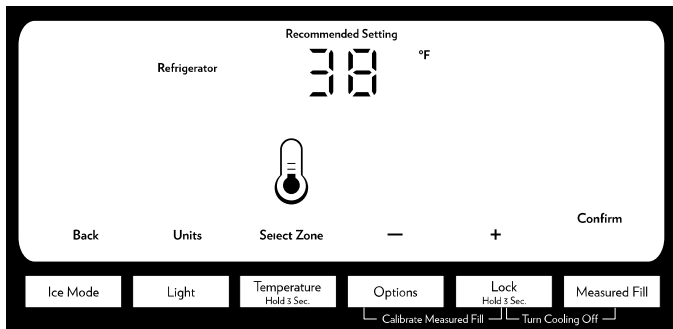 Recommended Setting
Refrigerator 38 °F
Confirm
Back Units Select Zone — +
Ice Mode Light Temperature Options Lock Measured Fill
Hold 3 Sec. Hold 3 Sec.
Calibrate Measured Fill Turn Cooling Off